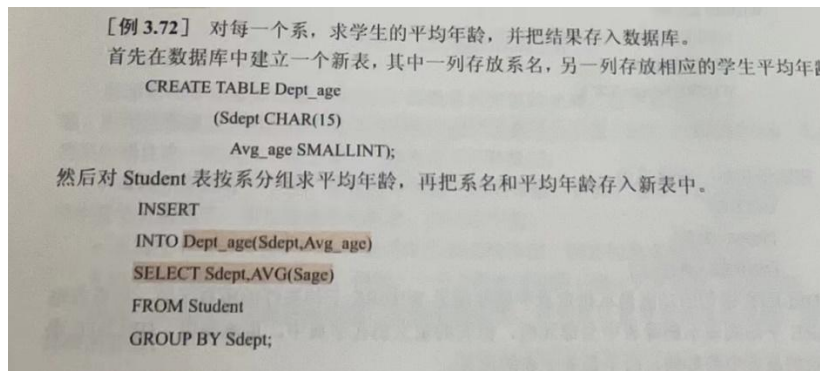 ［例 3.72］ 对每一个系，求学生的平均年龄，并把结果存入数据库。
首先在数据库中建立一个新表，其中一列存放系名，另一列存放相应的学生平均年
CREATE TABLE Dept_age
(Sdept CHAR(15)
Avg_age SMALLINT);
然后对 Student 表按系分组求平均年龄，再把系名和平均年龄存入新表中。
INSERT
INTO Dept_age(Sdept,Avg_age)
SELECT Sdept,AVG(Sage)
FROM Student
GROUP BY Sdept;